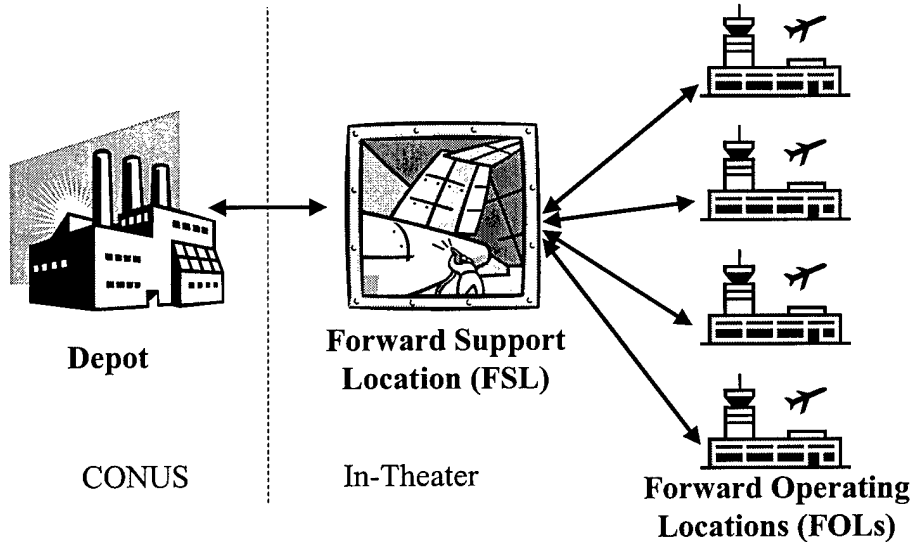 Depot
Forward Support
Location (FSL)
CONUS
In-Theater
Forward Operating
Locations (FOLs)